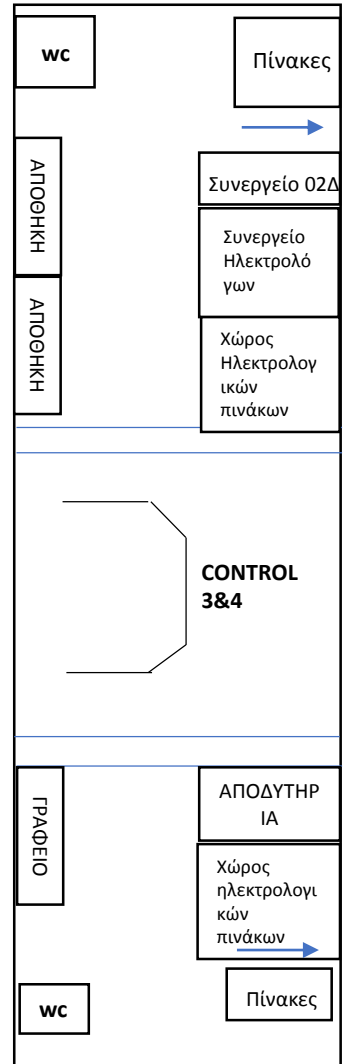 wc
Πίνακες
ΑΠΟΘΗΚΗ
Συνεργείο 02Δ
Συνεργείο
Ηλεκτρολό
γων
ΑΠΟΘΗΚΗ
Χώρος
Ηλεκτρολογ
ικών
πινάκων
CONTROL
3&4
ΓΡΑΦΕΙΟ
ΑΠΟΔΥΤΗΡ
ΙΑ
Χώρος
ηλεκτρολογι
κών
πινάκων
wc
Πίνακες